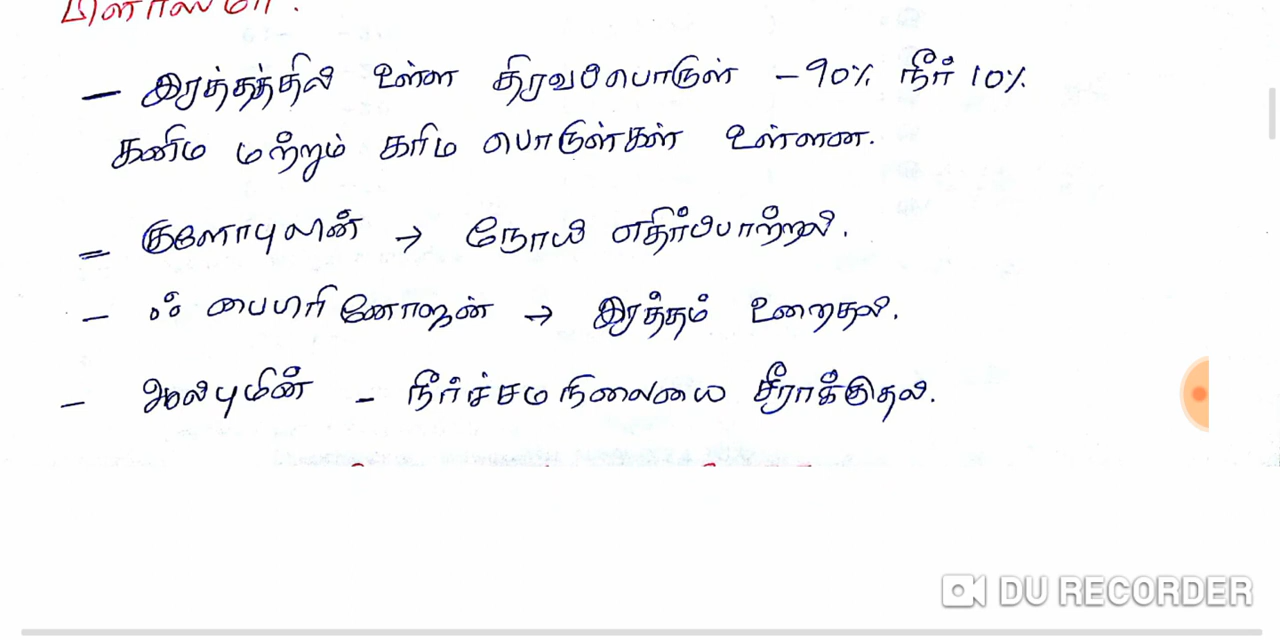 பிளாஸ்மா :
– இரத்தத்தில் உள்ள திரவப்பொருள் – 90% நீர் 10%
கனிம மற்றும் கரிம பொருள்கள் உள்ளன.
= குளோபுலின் → நோய் எதிர்ப்பாற்றல்.
– ஃபைபரினோஜன் → இரத்தம் உறைதல்.
– அல்புமின் – நீர்ச்சமநிலையை சீராக்குதல்.
DU RECORDER